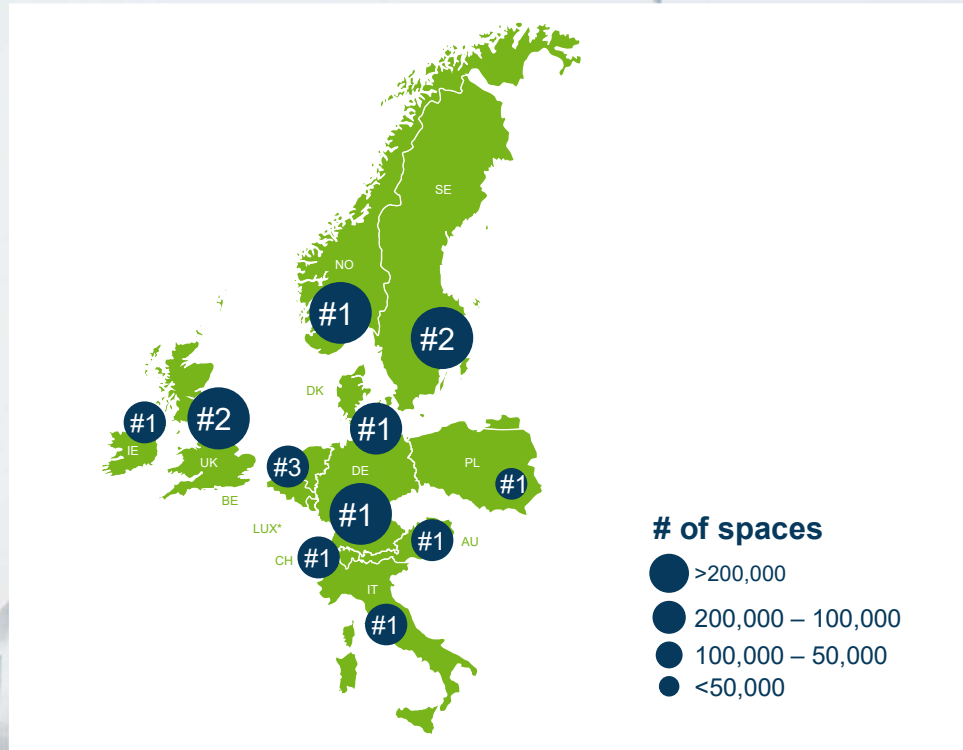 SE
NO
#1
#2
DK
#1
#2
#1
IE
UK
#3
DE
PL
#1
BE
#1
LUX*
CH
#1
#1
AU
IT
#1
# of spaces
>200,000
200,000 – 100,000
100,000 – 50,000
<50,000